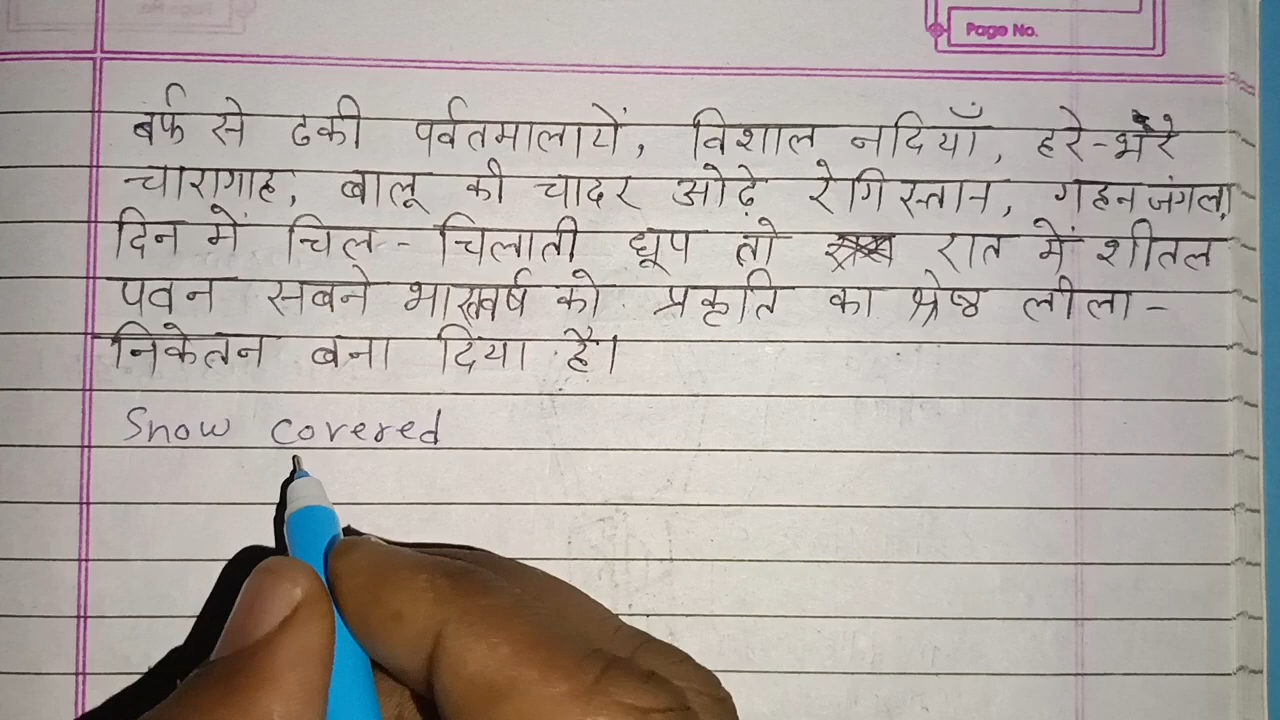 Page No.
बर्फ से ढकी पर्वतमालायें, विशाल नदियाँ, हरे-भरे
चारागाह, बालू की चादर ओढ़े रेगिस्तान, गहन जंगल,
दिन में चिल-चिलाती धूप तो रात में शीतल
पवन सबने भारतवर्ष को प्रकृति का श्रेष्ठ लीला-
निकेतन बना दिया है।
Snow covered